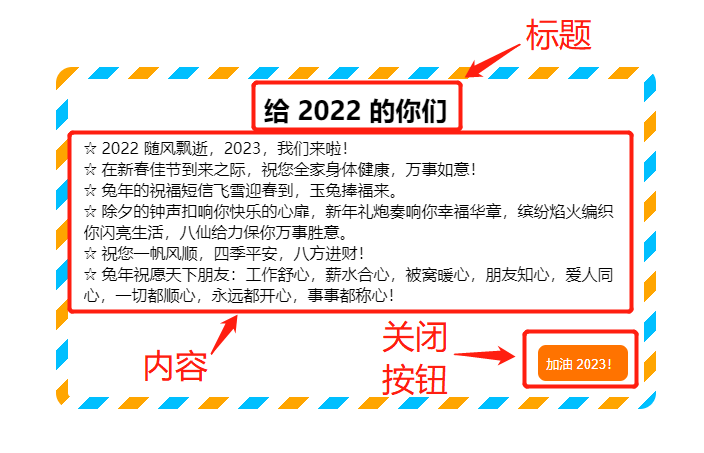 标题
给 2022 的你们
☆ 2022 随风飘逝，2023，我们来啦！
☆ 在新春佳节到来之际，祝您全家身体健康，万事如意！
☆ 兔年的祝福短信飞雪迎春到，玉兔捧福来。
☆ 除夕的钟声扣响你快乐的心扉，新年礼炮奏响你幸福华章，缤纷焰火编织
你闪亮生活，八仙给力保你万事胜意。
☆ 祝您一帆风顺，四季平安，八方进财！
☆ 兔年祝愿天下朋友：工作舒心，薪水合心，被窝暖心，朋友知心，爱人同
心，一切都顺心，永远都开心，事事都称心！
内容
关闭
按钮
加油 2023！